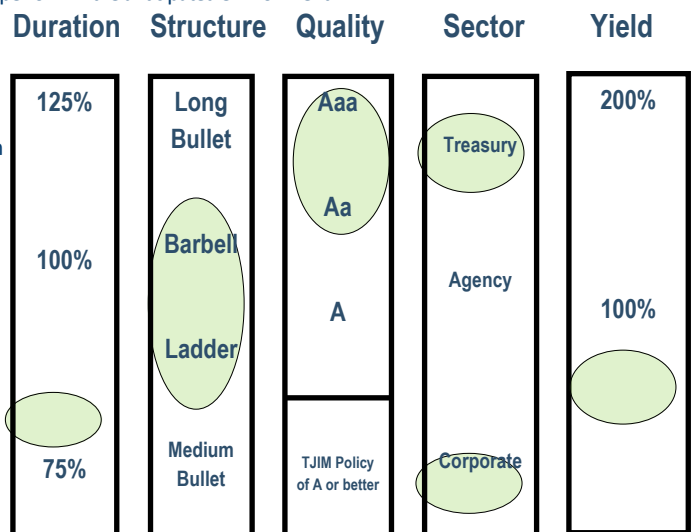 Duration Structure Quality Sector Yield
125%
100%
75%
Long
Bullet
Barbell
Ladder
Medium
Bullet
Aaa
Aa
A
TJIM Policy
of A or better
Treasury
Agency
Corporate
200%
100%